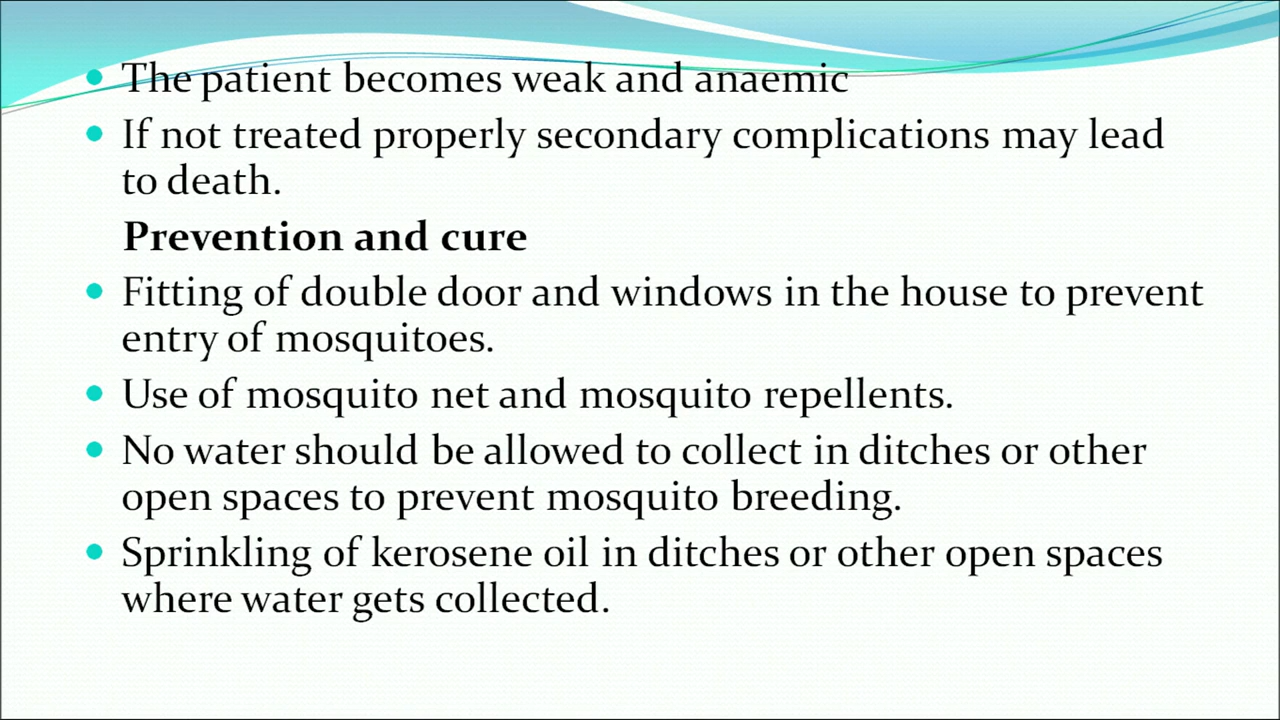 • The patient becomes weak and anaemic
• If not treated properly secondary complications may lead
to death.
Prevention and cure
• Fitting of double door and windows in the house to prevent
entry of mosquitoes.
• Use of mosquito net and mosquito repellents.
• No water should be allowed to collect in ditches or other
open spaces to prevent mosquito breeding.
• Sprinkling of kerosene oil in ditches or other open spaces
where water gets collected.